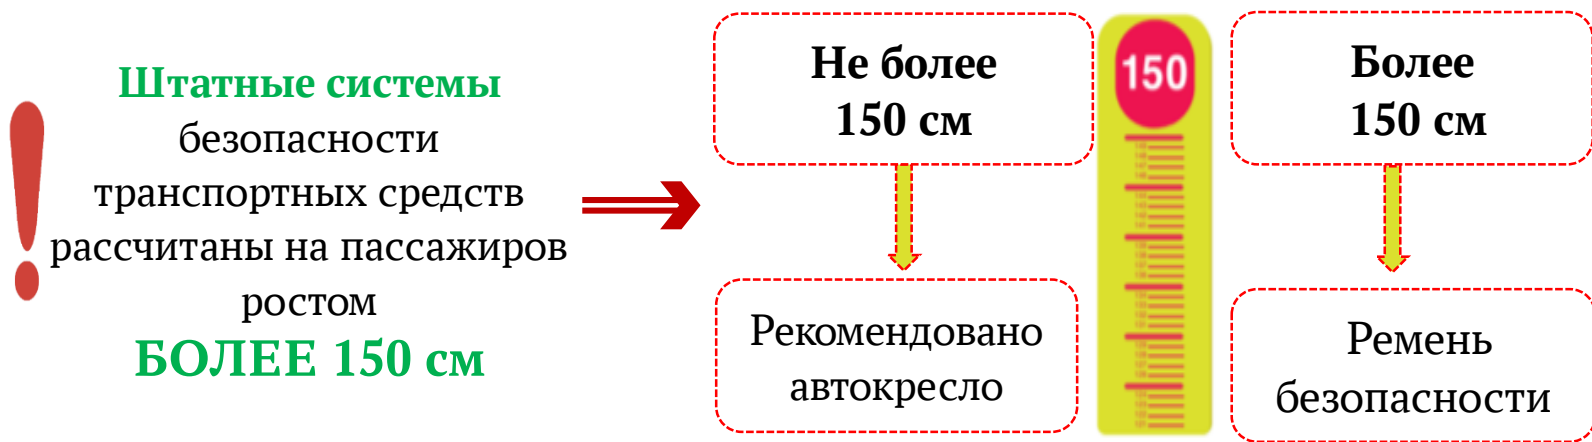 Штатные системы
безопасности
транспортных средств
рассчитаны на пассажиров
ростом
БОЛЕЕ 150 см
Не более
150 см
Рекомендовано
автокресло
150
Более
150 см
Ремень
безопасности